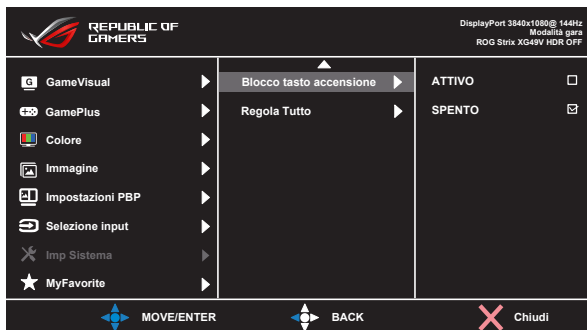 REPUBLIC OF
GAMERS
DisplayPort 3840x1080@ 144Hz
Modalità gara
ROG Strix XG49V HDR OFF
G
GameVisual
GamePlus
Colore
Immagine
Impostazioni PBP
Selezione input
Imp Sistema
MyFavorite
Blocco tasto accensione
Regola Tutto
ATTIVO
SPENTO
MOVE/ENTER
BACK
Chiudi